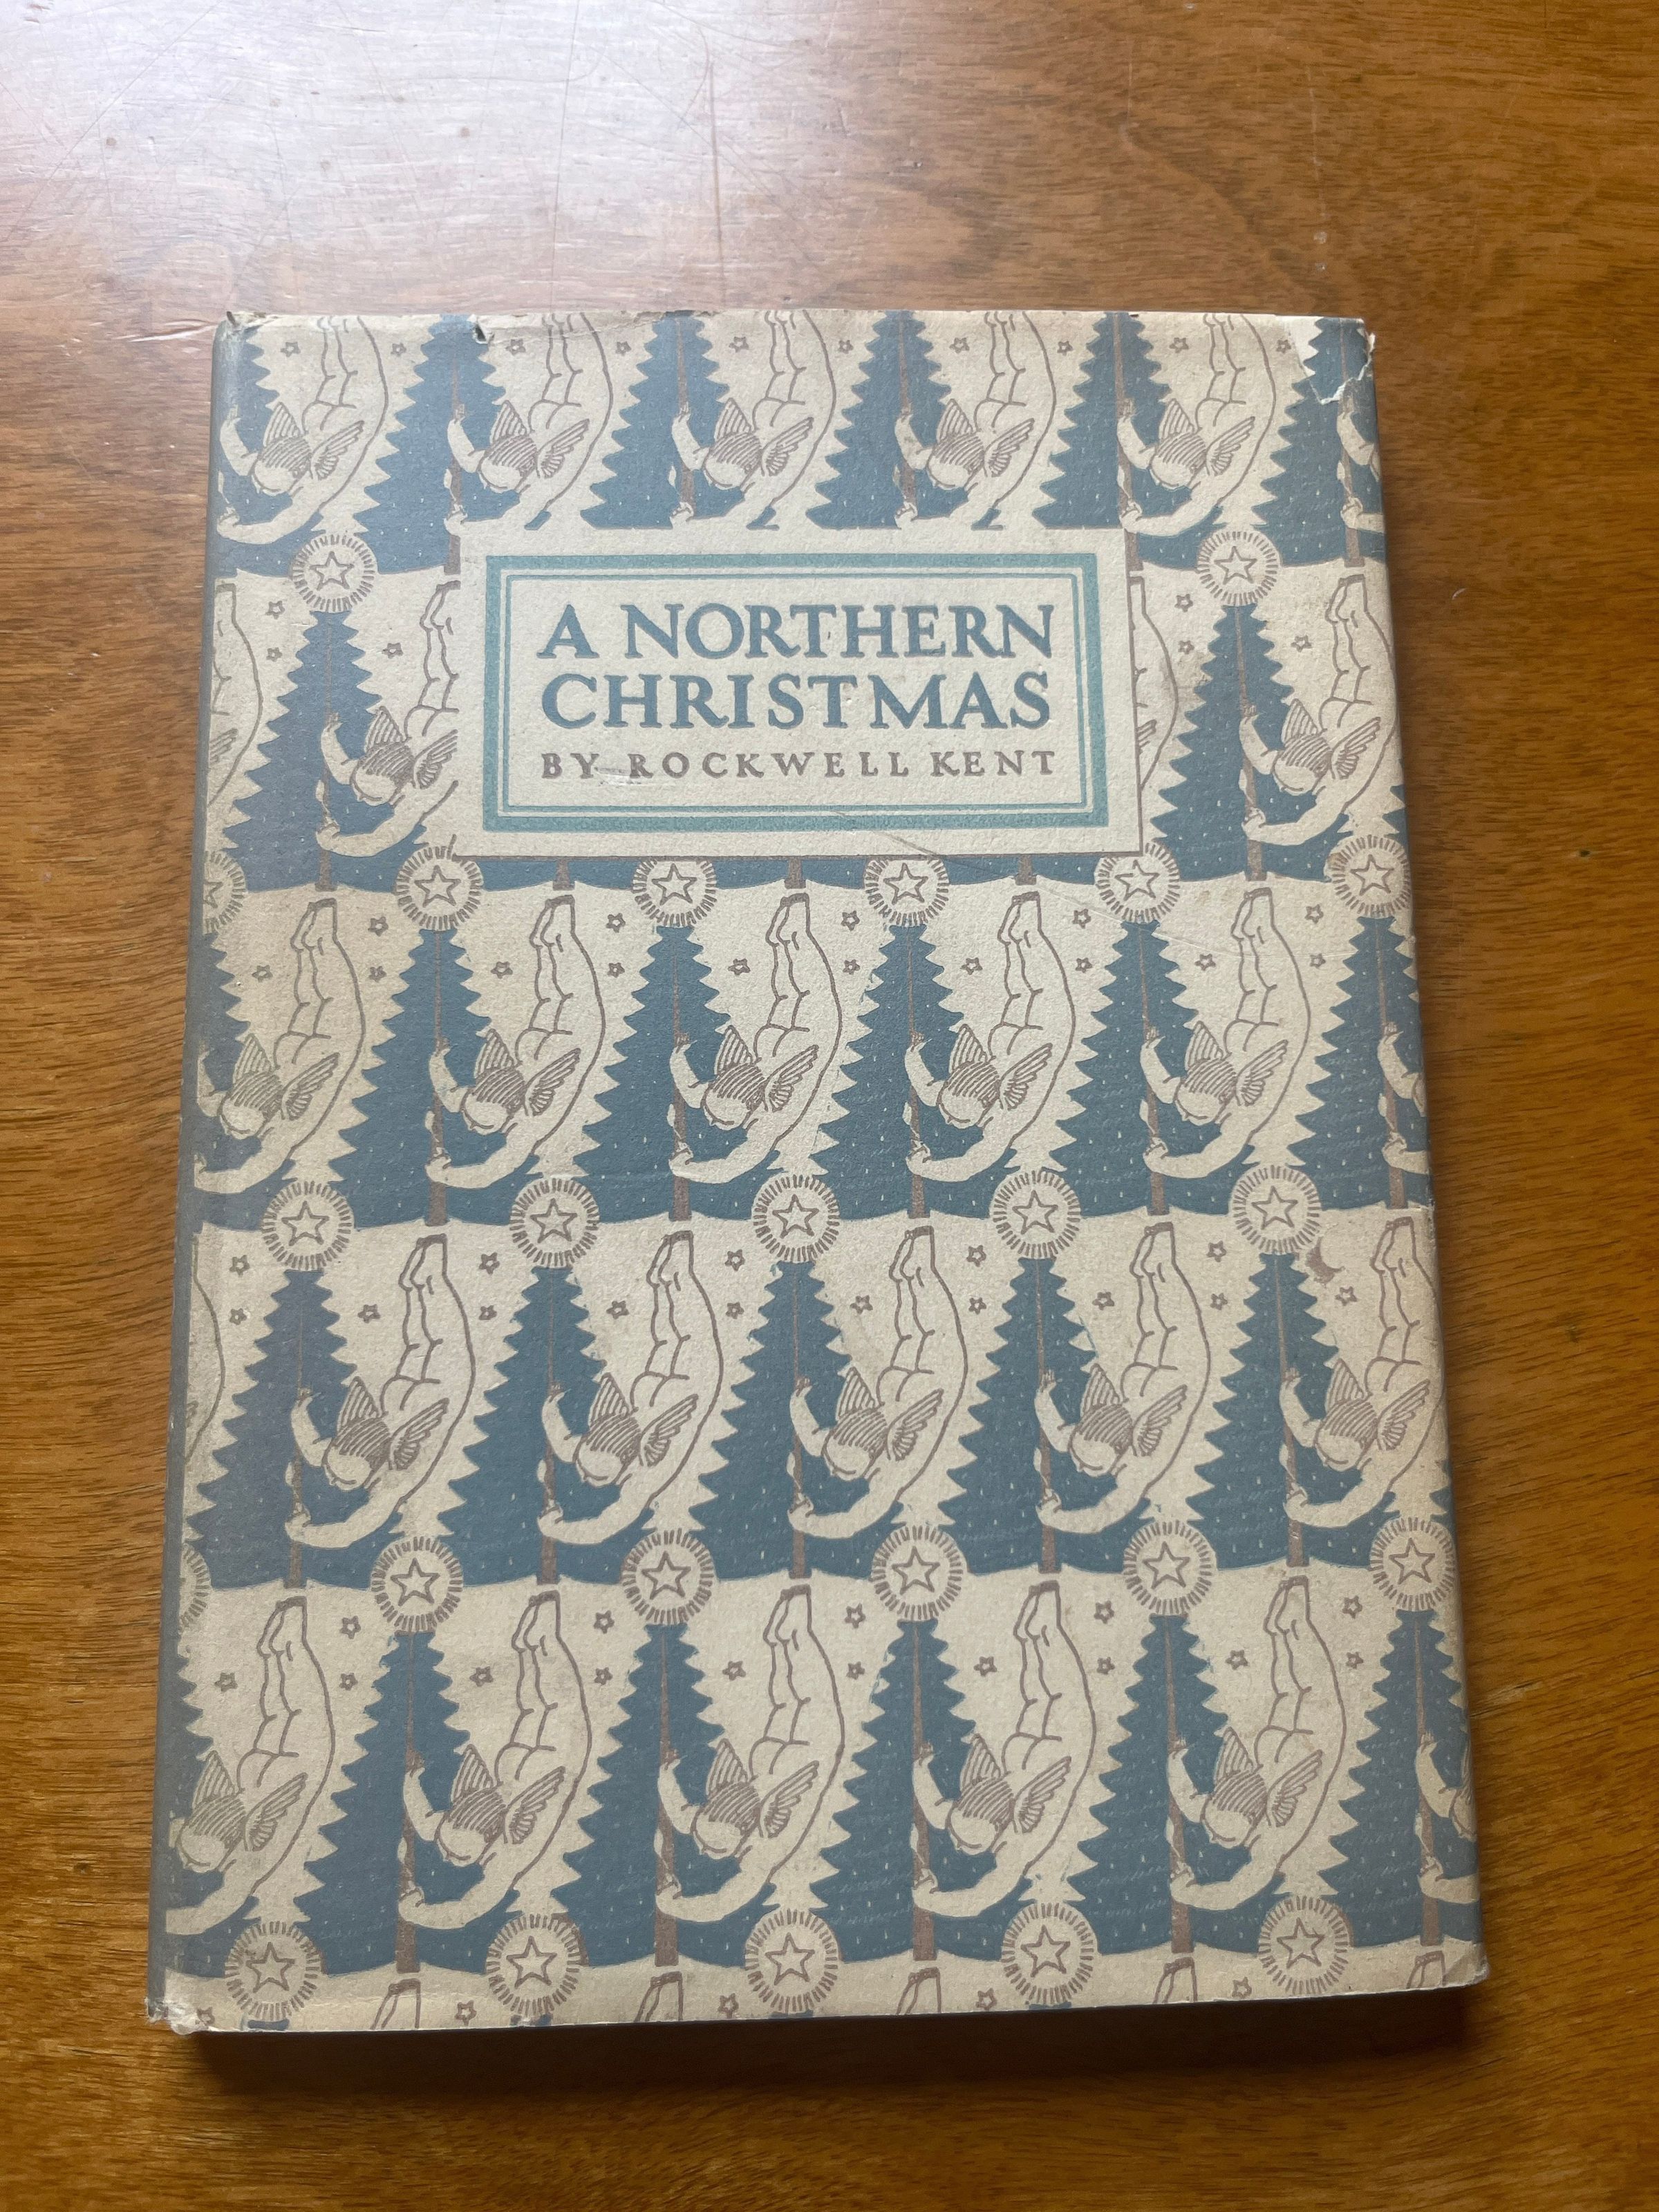 A NORTHERN
CHRISTMAS
BY ROCKWELL KENT